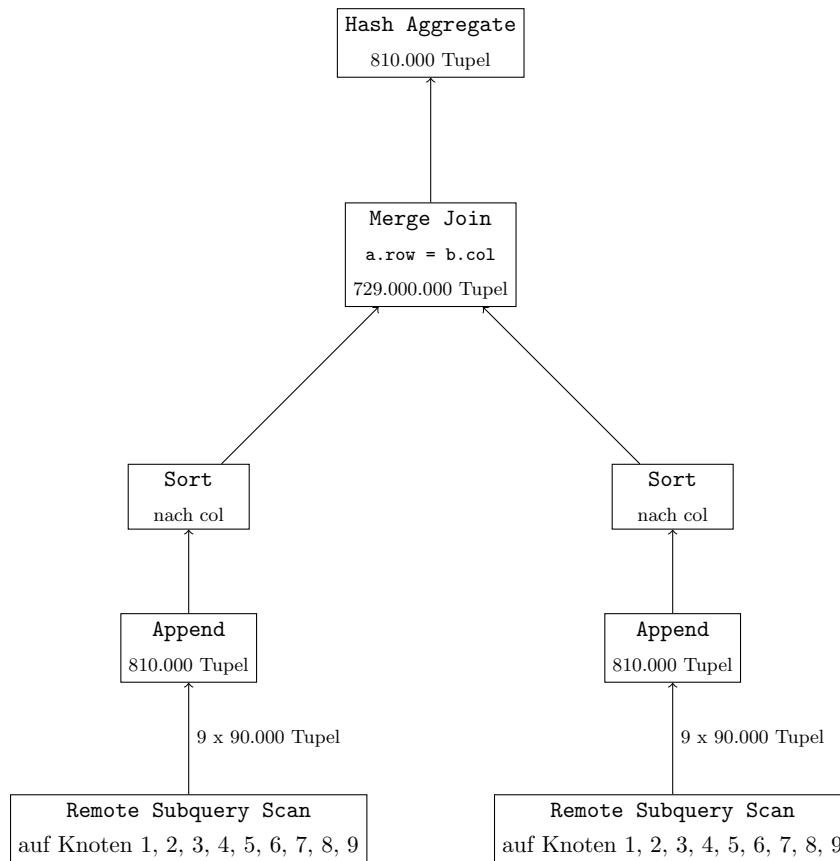 Hash Aggregate
810.000 Tupel
Merge Join
a.row = b.col
729.000.000 Tupel
Sort
nach col
Sort
nach col
Append
810.000 Tupel
Append
810.000 Tupel
9 x 90.000 Tupel
9 x 90.000 Tupel
Remote Subquery Scan
auf Knoten 1, 2, 3, 4, 5, 6, 7, 8, 9
Remote Subquery Scan
auf Knoten 1, 2, 3, 4, 5, 6, 7, 8, 9